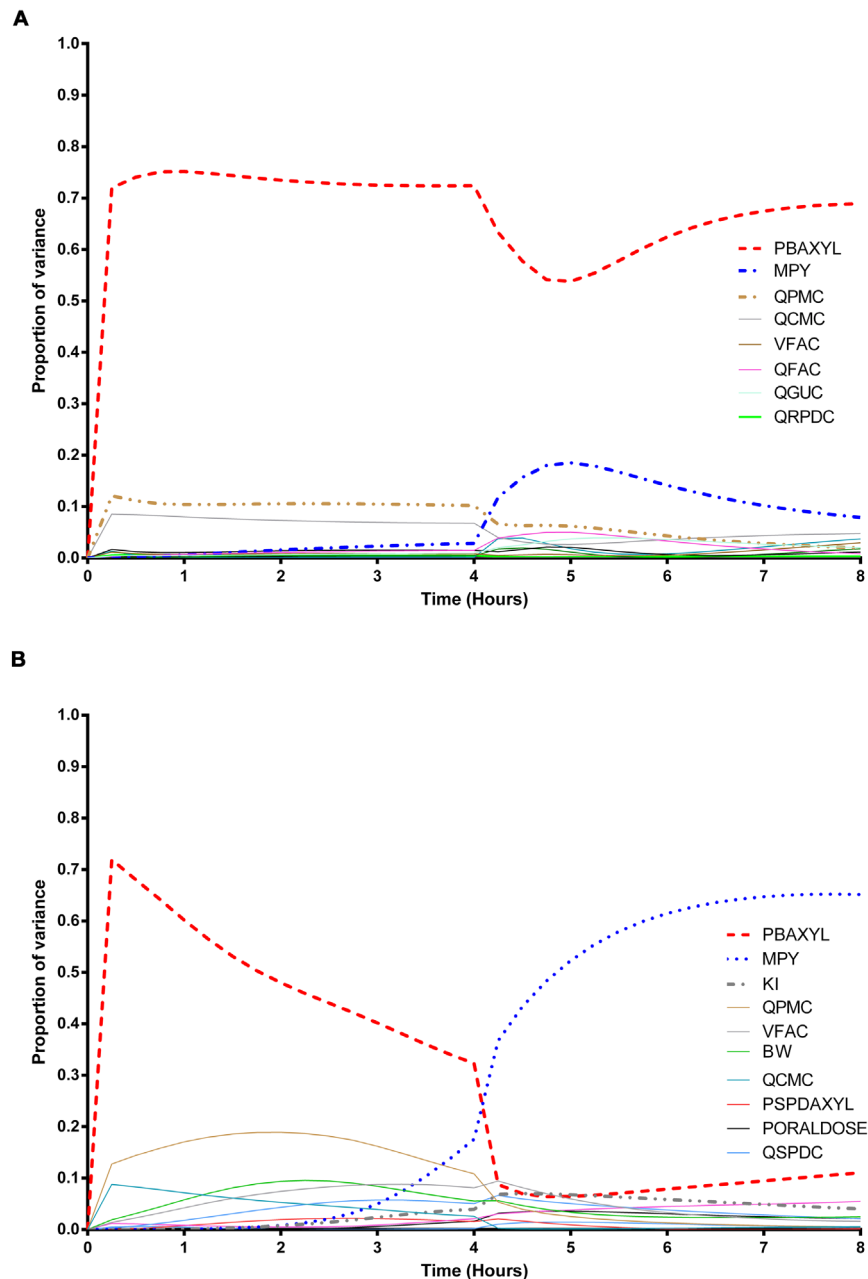 A
1.0
0.9
0.8
0.7
0.6
0.5
0.4
0.3
0.2
0.1
0.0
Proportion of variance
0 1 2 3 4 5 6 7 8
Time (Hours)
PBAXYL
MPY
QPMC
QCMC
VFAC
QFAC
QGUC
QRPDC
B
1.0
0.9
0.8
0.7
0.6
0.5
0.4
0.3
0.2
0.1
0.0
Proportion of variance
0 1 2 3 4 5 6 7 8
Time (Hours)
PBAXYL
MPY
KI
QPMC
VFAC
BW
QCMC
PSPDAXYL
PORALDOSE
QSPDC